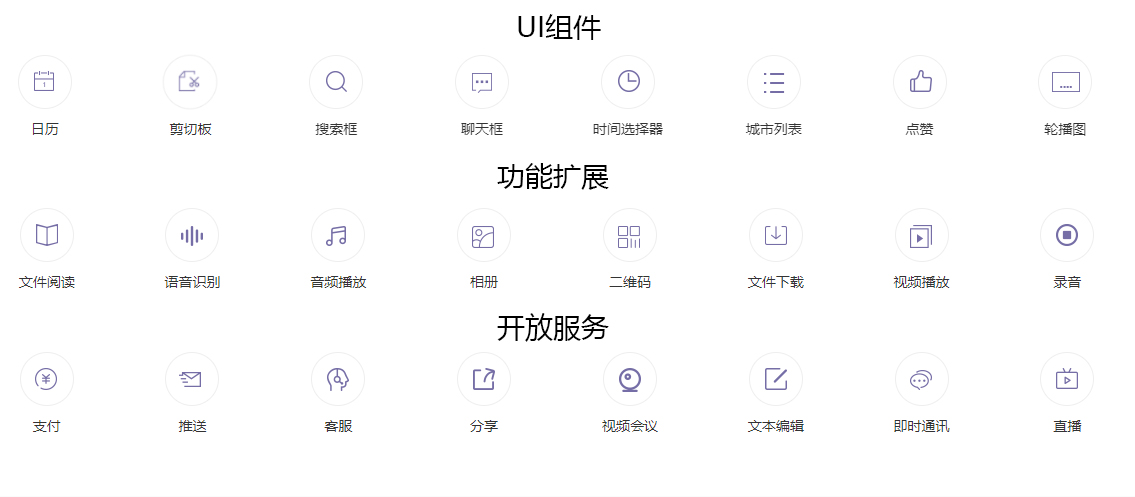 UI组件
日历 剪切板 搜索框 聊天框 时间选择器 城市列表 点赞 轮播图
功能扩展
文件阅读 语音识别 音频播放 相册 二维码 文件下载 视频播放 录音
开放服务
支付 推送 客服 分享 视频会议 文本编辑 即时通讯 直播